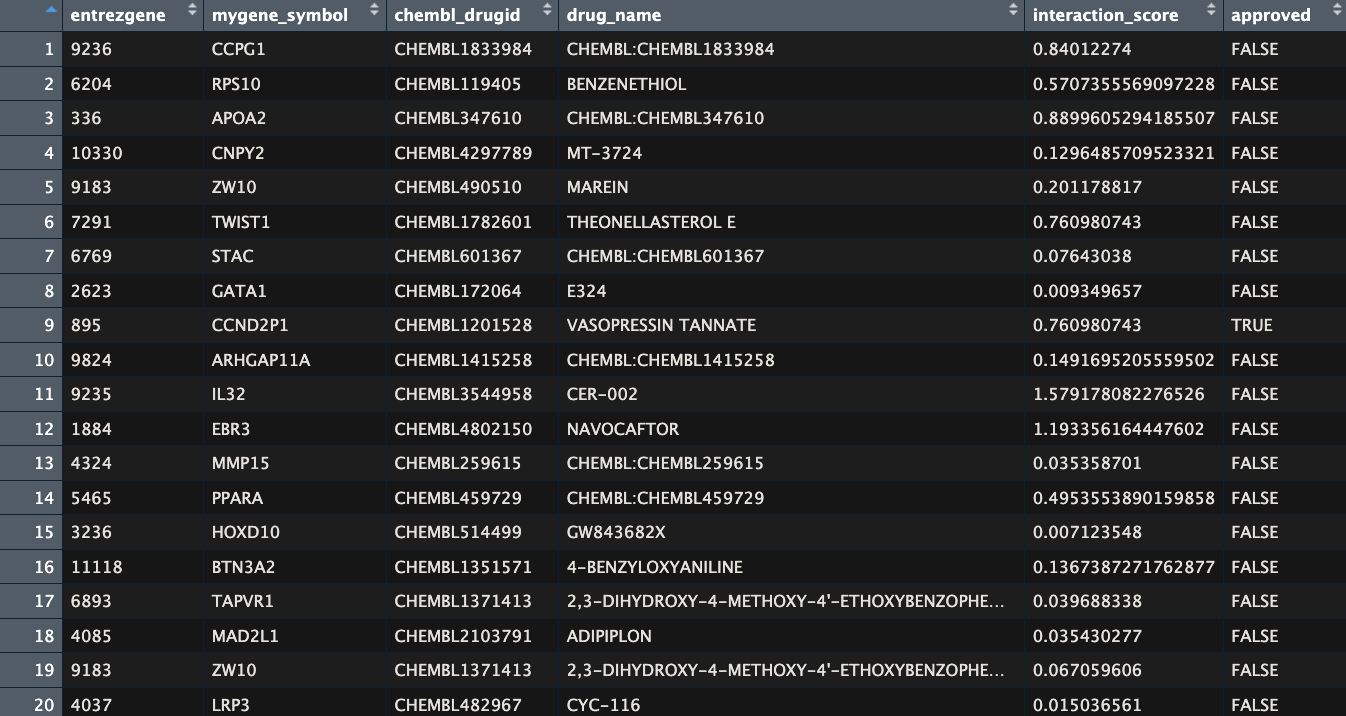 entrezgene mygene_symbol chembl_drugid drug_name interaction_score approved
1 9236 CCPG1 CHEMBL1833984 CHEMBL:CHEMBL1833984 0.84012274 FALSE
2 6204 RPS10 CHEMBL119405 BENZENETHIOL 0.5707355569097228 FALSE
3 336 APOA2 CHEMBL347610 CHEMBL:CHEMBL347610 0.8899605294185507 FALSE
4 10330 CNPY2 CHEMBL4297789 MT-3724 0.1296485709523321 FALSE
5 9183 ZW10 CHEMBL490510 MAREIN 0.201178817 FALSE
6 7291 TWIST1 CHEMBL1782601 THEONELLASTEROL E 0.760980743 FALSE
7 6769 STAC CHEMBL601367 CHEMBL:CHEMBL601367 0.07643038 FALSE
8 2623 GATA1 CHEMBL172064 E324 0.009349657 FALSE
9 895 CCND2P1 CHEMBL1201528 VASOPRESSIN TANNATE 0.760980743 TRUE
10 9824 ARHGAP11A CHEMBL1415258 CHEMBL:CHEMBL1415258 0.1491695205559502 FALSE
11 9235 IL32 CHEMBL3544958 CER-002 1.579178082276526 FALSE
12 1884 EBR3 CHEMBL4802150 NAVOCAFTOR 1.193356164447602 FALSE
13 4324 MMP15 CHEMBL259615 CHEMBL:CHEMBL259615 0.035358701 FALSE
14 5465 PPARA CHEMBL459729 CHEMBL:CHEMBL459729 0.4953553890159858 FALSE
15 3236 HOXD10 CHEMBL514499 GW843682X 0.007123548 FALSE
16 11118 BTN3A2 CHEMBL1351571 4-BENZYLOXYANILINE 0.1367387271762877 FALSE
17 6893 TAPVR1 CHEMBL1371413 2,3-DIHYDROXY-4-METHOXY-4'-ETHOXYBENZOPHE... 0.039688338 FALSE
18 4085 MAD2L1 CHEMBL2103791 ADIPIPLON 0.035430277 FALSE
19 9183 ZW10 CHEMBL1371413 2,3-DIHYDROXY-4-METHOXY-4'-ETHOXYBENZOPHE... 0.067059606 FALSE
20 4037 LRP3 CHEMBL482967 CYC-116 0.015036561 FALSE